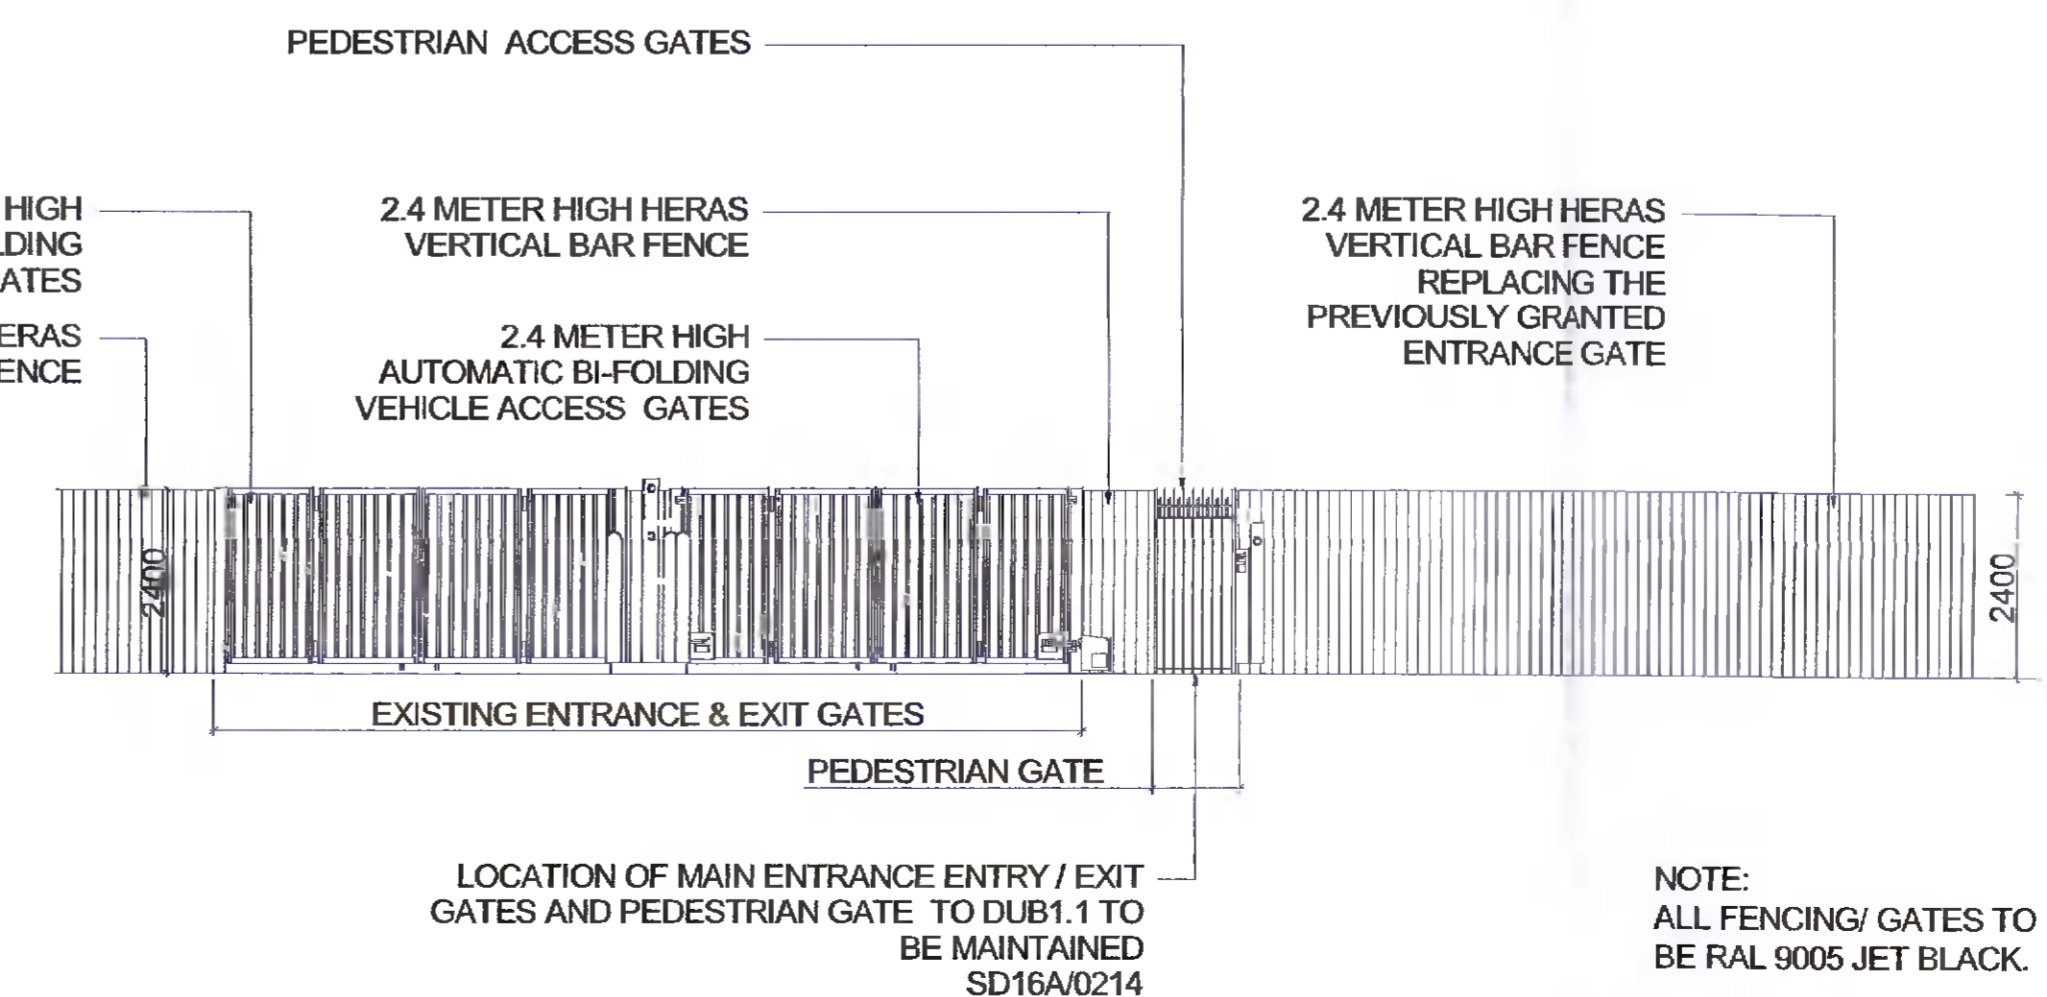 PEDESTRIAN ACCESS GATES
HIGH
LDING
ATES
ERAS
ENCE
2.4 METER HIGH HERAS
VERTICAL BAR FENCE
2.4 METER HIGH
AUTOMATIC BI-FOLDING
VEHICLE ACCESS GATES
2.4 METER HIGH HERAS
VERTICAL BAR FENCE
REPLACING THE
PREVIOUSLY GRANTED
ENTRANCE GATE
2400
2400
EXISTING ENTRANCE & EXIT GATES
PEDESTRIAN GATE
LOCATION OF MAIN ENTRANCE ENTRY / EXIT
GATES AND PEDESTRIAN GATE TO DUB1.1 TO
BE MAINTAINED
SD16A/0214
NOTE:
ALL FENCING/ GATES TO
BE RAL 9005 JET BLACK.